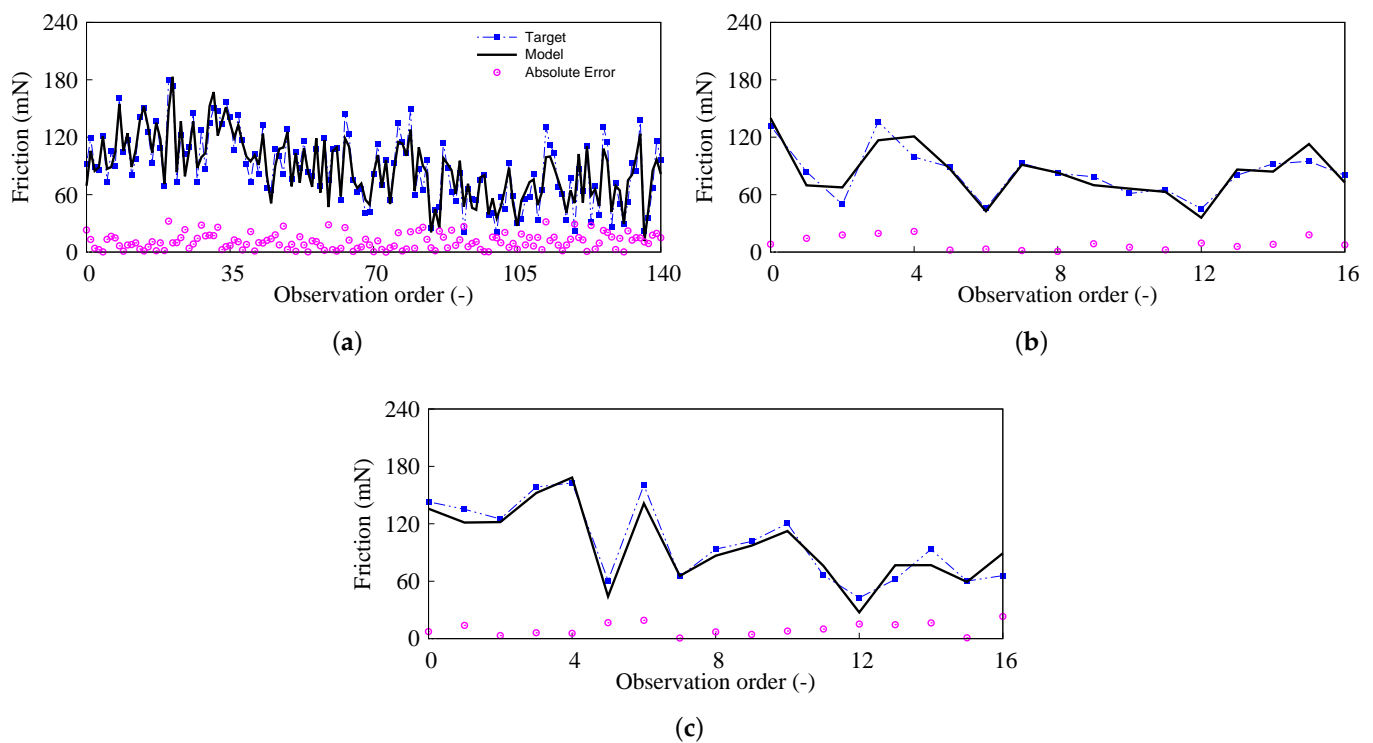 240
180
120
60
0
Friction (mN)
Target
Model
Absolute Error
0 35 70 105 140
Observation order (-)
(a)
240
180
120
60
0
Friction (mN)
0 4 8 12 16
Observation order (-)
(b)
240
180
120
60
0
Friction (mN)
0 4 8 12 16
Observation order (-)
(c)